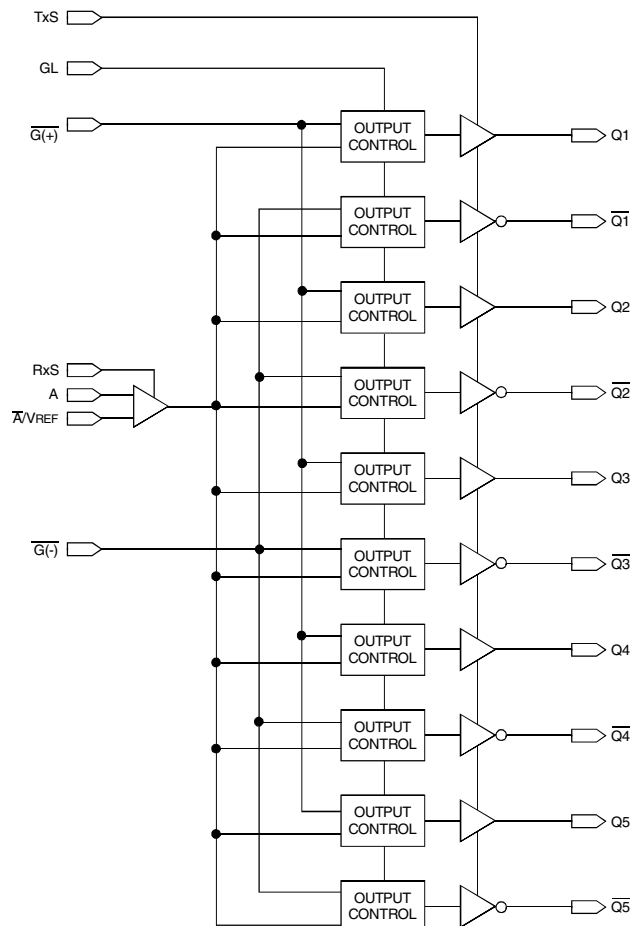 TxS
GL
G(+)
OUTPUT
CONTROL
Q1
OUTPUT
CONTROL
Q1
OUTPUT
CONTROL
Q2
RxS
A
A/VREF
OUTPUT
CONTROL
Q2
OUTPUT
CONTROL
Q3
G(-)
OUTPUT
CONTROL
Q3
OUTPUT
CONTROL
Q4
OUTPUT
CONTROL
Q4
OUTPUT
CONTROL
Q5
OUTPUT
CONTROL
Q5